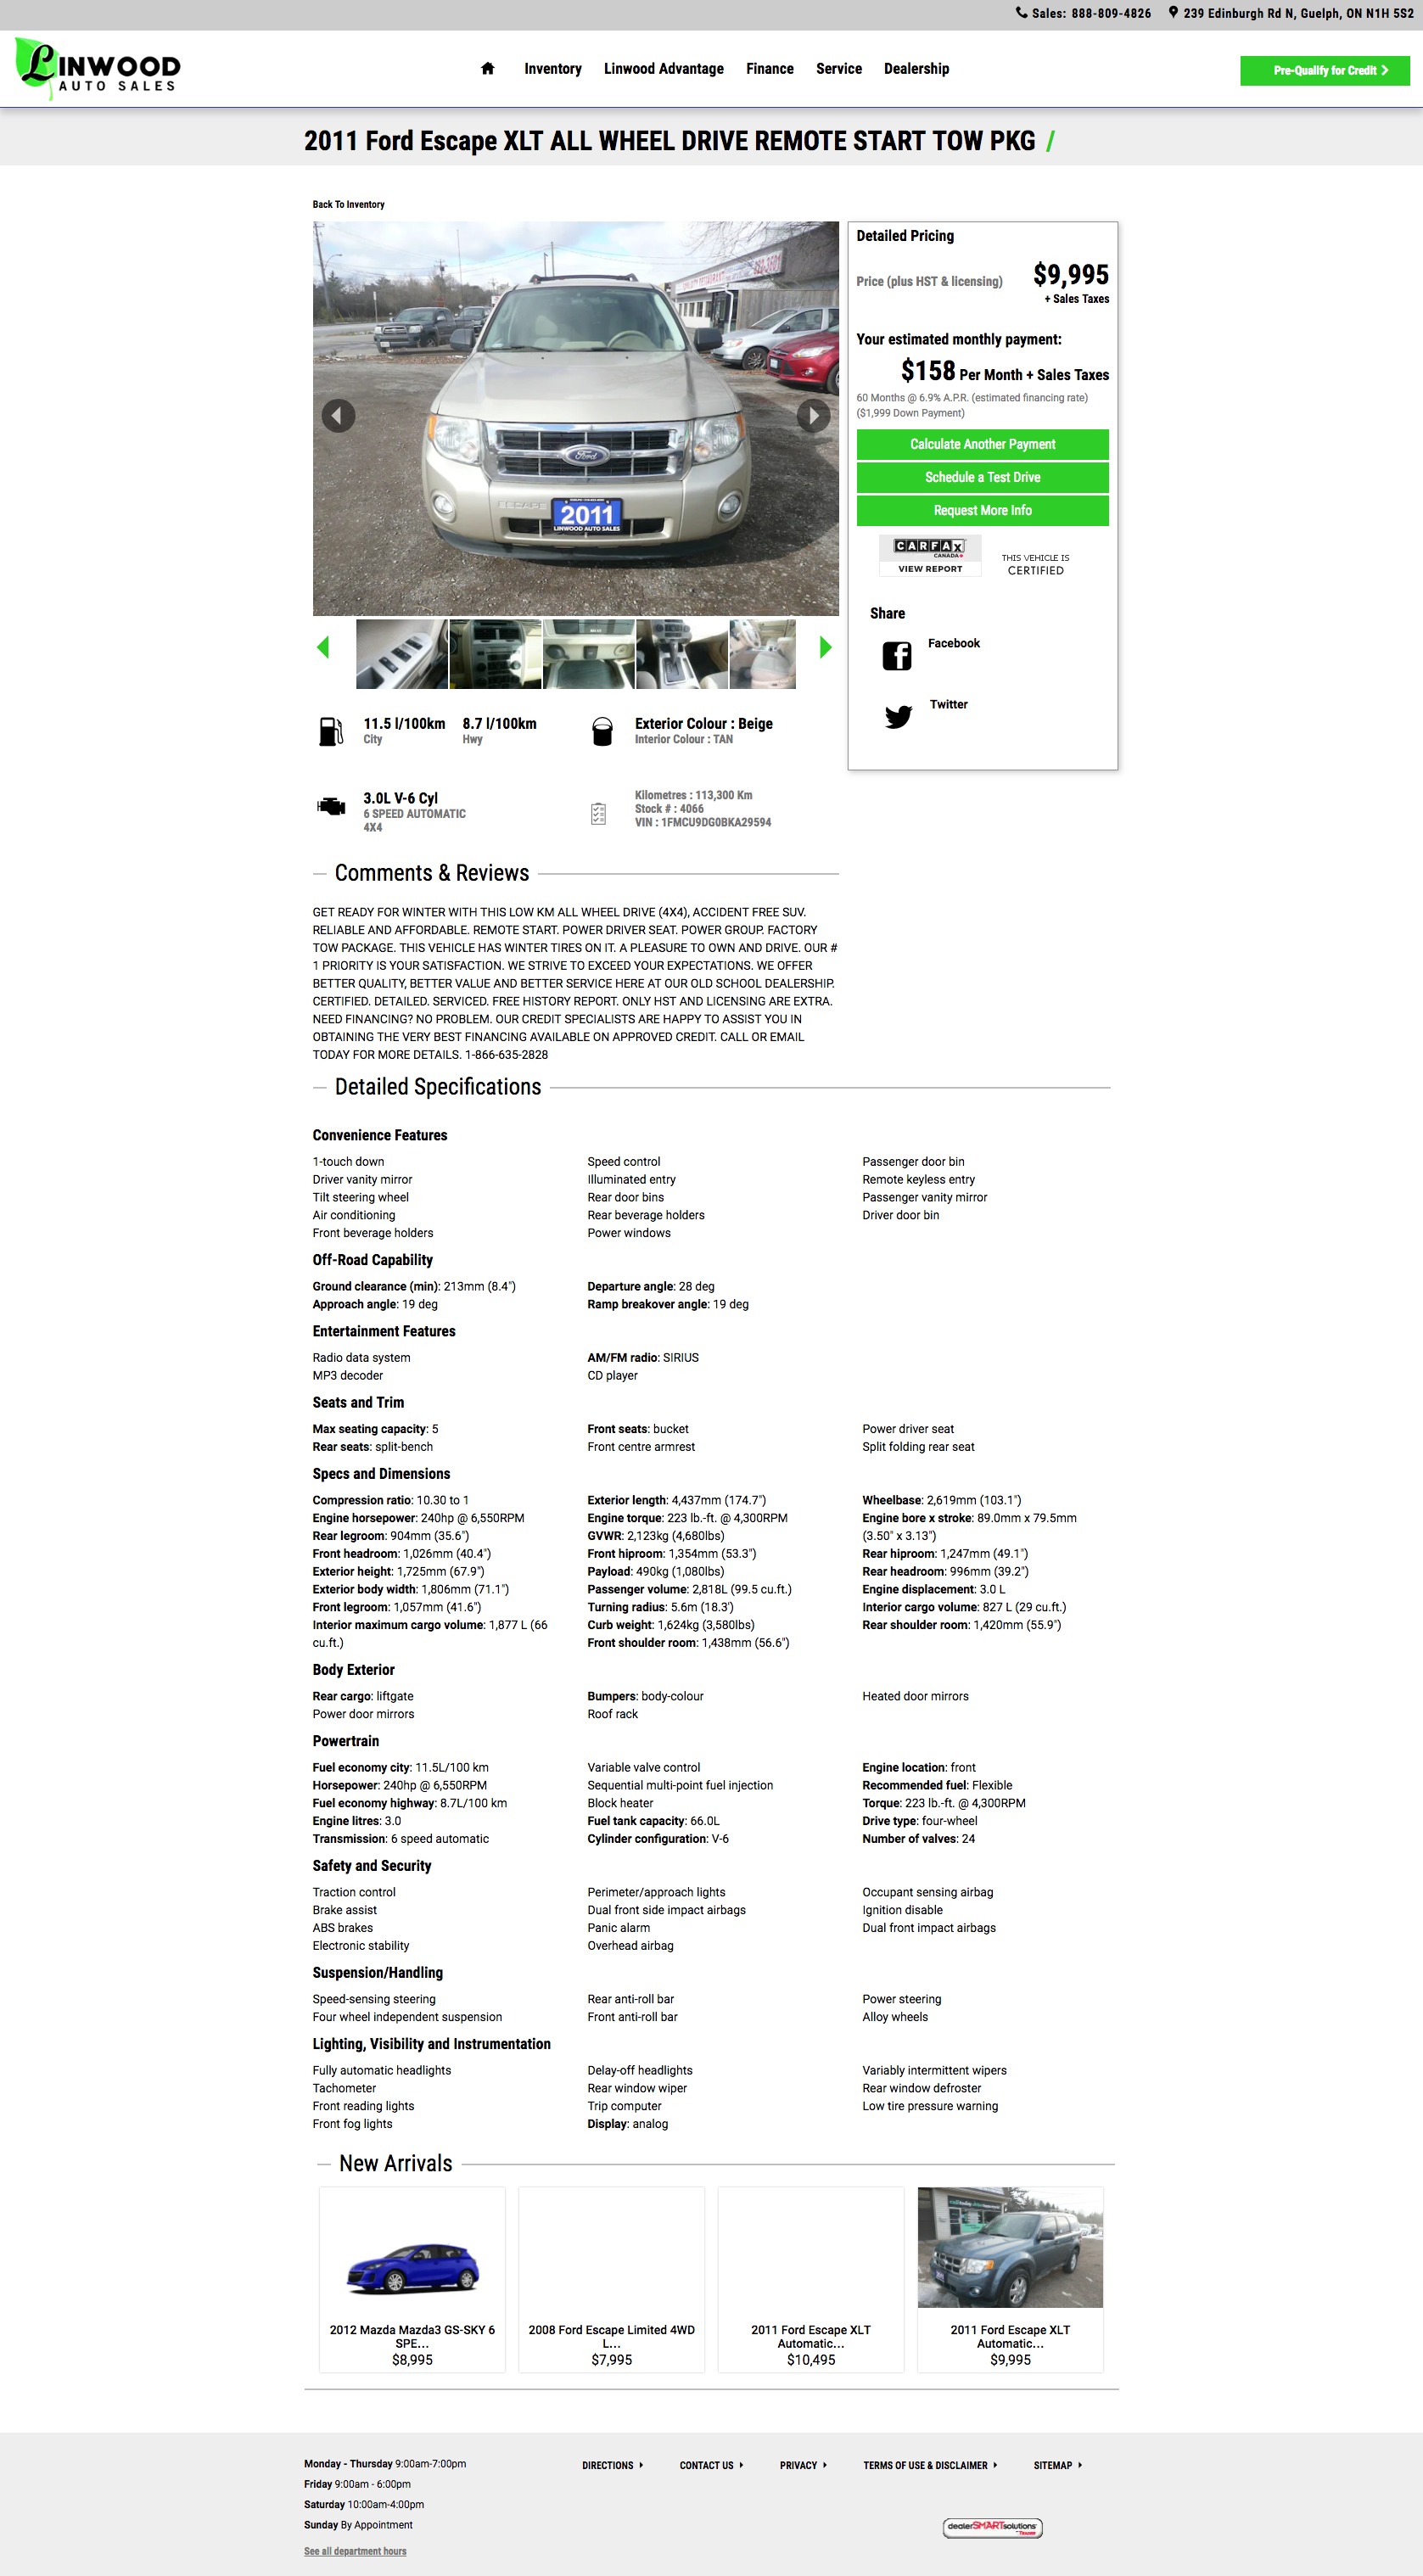 Sales: 888-809-4826 239 Edinburgh Rd N, Guelph, ON N1H 5S2
LINWOOD
AUTO SALES
Inventory Linwood Advantage Finance Service Dealership
Pre-Qualify for Credit
2011 Ford Escape XLT ALL WHEEL DRIVE REMOTE START TOW PKG /
Back To Inventory
Ford
ESCAPE
2011
LINWOOD AUTO SALES
Detailed Pricing
Price (plus HST & licensing) $9,995
+ Sales Taxes
Your estimated monthly payment:
$158 Per Month + Sales Taxes
60 Months @ 6.9% A.P.R. (estimated financing rate)
($1,999 Down Payment)
Calculate Another Payment
Schedule a Test Drive
Request More Info
CARFAX
CANADA
VIEW REPORT
THIS VEHICLE IS
CERTIFIED
Share
Facebook
Twitter
11.5 l/100km 8.7 l/100km
City Hwy
Exterior Colour : Beige
Interior Colour : TAN
3.0L V-6 Cyl
6 SPEED AUTOMATIC
4X4
Kilometres : 113,300 Km
Stock # : 4066
VIN : 1FMCU9DG0BKA29594
Comments & Reviews
GET READY FOR WINTER WITH THIS LOW KM ALL WHEEL DRIVE (4X4), ACCIDENT FREE SUV.
RELIABLE AND AFFORDABLE. REMOTE START. POWER DRIVER SEAT. POWER GROUP. FACTORY
TOW PACKAGE. THIS VEHICLE HAS WINTER TIRES ON IT. A PLEASURE TO OWN AND DRIVE. OUR #
1 PRIORITY IS YOUR SATISFACTION. WE STRIVE TO EXCEED YOUR EXPECTATIONS. WE OFFER
BETTER QUALITY, BETTER VALUE AND BETTER SERVICE HERE AT OUR OLD SCHOOL DEALERSHIP.
CERTIFIED. DETAILED. SERVICED. FREE HISTORY REPORT. ONLY HST AND LICENSING ARE EXTRA.
NEED FINANCING? NO PROBLEM. OUR CREDIT SPECIALISTS ARE HAPPY TO ASSIST YOU IN
OBTAINING THE VERY BEST FINANCING AVAILABLE ON APPROVED CREDIT. CALL OR EMAIL
TODAY FOR MORE DETAILS. 1-866-635-2828
Detailed Specifications
Convenience Features
1-touch down Speed control Passenger door bin
Driver vanity mirror Illuminated entry Remote keyless entry
Tilt steering wheel Rear door bins Passenger vanity mirror
Air conditioning Rear beverage holders Driver door bin
Front beverage holders Power windows
Off-Road Capability
Ground clearance (min): 213mm (8.4") Departure angle: 28 deg
Approach angle: 19 deg Ramp breakover angle: 19 deg
Entertainment Features
Radio data system AM/FM radio: SIRIUS
MP3 decoder CD player
Seats and Trim
Max seating capacity: 5 Front seats: bucket Power driver seat
Rear seats: split-bench Front centre armrest Split folding rear seat
Specs and Dimensions
Compression ratio: 10.30 to 1 Exterior length: 4,437mm (174.7") Wheelbase: 2,619mm (103.1")
Engine horsepower: 240hp @ 6,550RPM Engine torque: 223 lb.-ft. @ 4,300RPM Engine bore x stroke: 89.0mm x 79.5mm
Rear legroom: 904mm (35.6") GVWR: 2,123kg (4,680lbs) (3.50" x 3.13")
Front headroom: 1,026mm (40.4") Front hiproom: 1,354mm (53.3") Rear hiproom: 1,247mm (49.1")
Exterior height: 1,725mm (67.9") Payload: 490kg (1,080lbs) Rear headroom: 996mm (39.2")
Exterior body width: 1,806mm (71.1") Passenger volume: 2,818L (99.5 cu.ft.) Engine displacement: 3.0 L
Front legroom: 1,057mm (41.6") Turning radius: 5.6m (18.3') Interior cargo volume: 827 L (29 cu.ft.)
Interior maximum cargo volume: 1,877 L (66 Curb weight: 1,624kg (3,580lbs) Rear shoulder room: 1,420mm (55.9")
cu.ft.) Front shoulder room: 1,438mm (56.6")
Body Exterior
Rear cargo: liftgate Bumpers: body-colour Heated door mirrors
Power door mirrors Roof rack
Powertrain
Fuel economy city: 11.5L/100 km Variable valve control Engine location: front
Horsepower: 240hp @ 6,550RPM Sequential multi-point fuel injection Recommended fuel: Flexible
Fuel economy highway: 8.7L/100 km Block heater Torque: 223 lb.-ft. @ 4,300RPM
Engine litres: 3.0 Fuel tank capacity: 66.0L Drive type: four-wheel
Transmission: 6 speed automatic Cylinder configuration: V-6 Number of valves: 24
Safety and Security
Traction control Perimeter/approach lights Occupant sensing airbag
Brake assist Dual front side impact airbags Ignition disable
ABS brakes Panic alarm Dual front impact airbags
Electronic stability Overhead airbag
Suspension/Handling
Speed-sensing steering Rear anti-roll bar Power steering
Four wheel independent suspension Front anti-roll bar Alloy wheels
Lighting, Visibility and Instrumentation
Fully automatic headlights Delay-off headlights Variably intermittent wipers
Tachometer Rear window wiper Rear window defroster
Front reading lights Trip computer Low tire pressure warning
Front fog lights Display: analog
New Arrivals
2012 Mazda Mazda3 GS-SKY 6 SPE...
$8,995
2008 Ford Escape Limited 4WD L...
$7,995
2011 Ford Escape XLT Automatic...
$10,495
2011 Ford Escape XLT Automatic...
$9,995
Monday - Thursday 9:00am-7:00pm
Friday 9:00am - 6:00pm
Saturday 10:00am-4:00pm
Sunday By Appointment
See all department hours
DIRECTIONS CONTACT US PRIVACY TERMS OF USE & DISCLAIMER SITEMAP
dealerSMARTsolutions